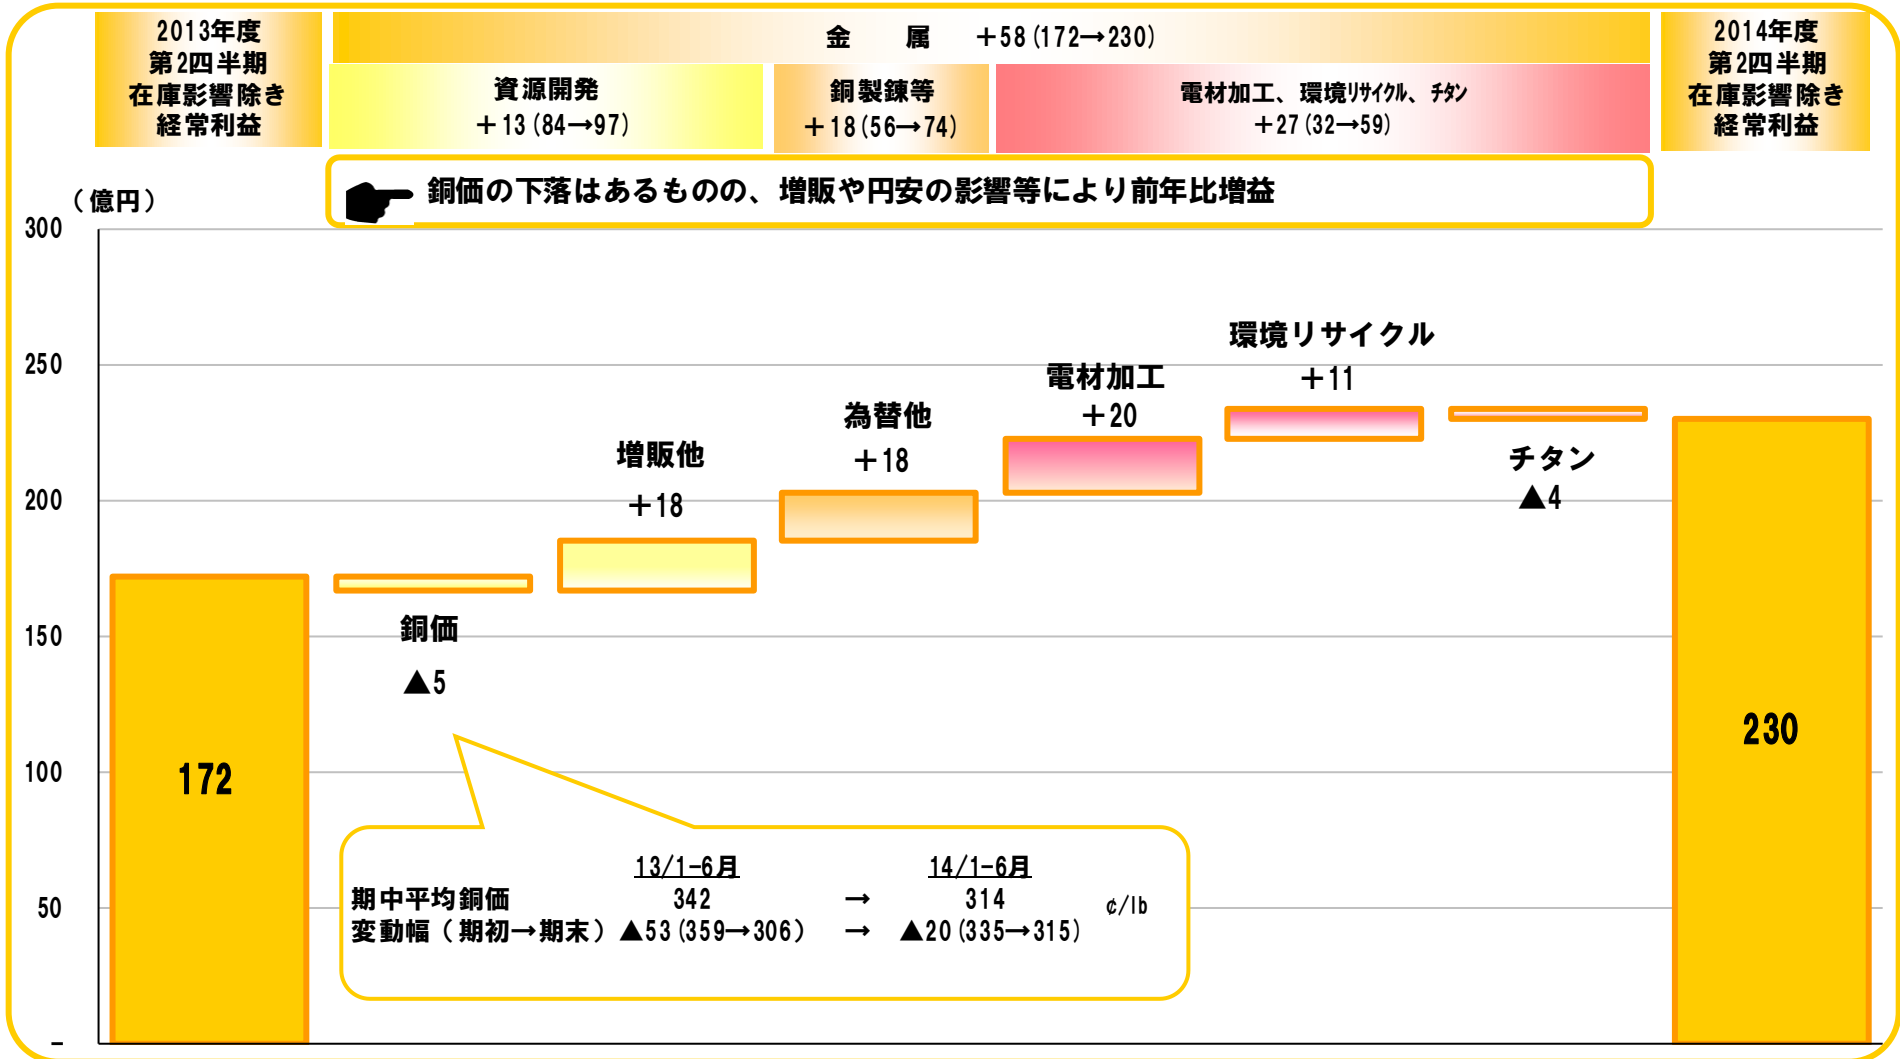 2013年度
第2四半期
在庫影響除き
経常利益
金　　属　＋58(172→230)
資源開発
＋13(84→97)
銅製錬等
＋18(56→74)
電材加工、環境ﾘｻｲｸﾙ、ﾁﾀﾝ
＋27(32→59)
2014年度
第2四半期
在庫影響除き
経常利益
銅価の下落はあるものの、増販や円安の影響等により前年比増益
（億円）
300
250
200
150
100
50
-
172
銅価
▲5
増販他
＋18
為替他
＋18
電材加工
＋20
環境リサイクル
＋11
チタン
▲4
230
13/1-6月　14/1-6月
期中平均銅価　342　→　314　¢/lb
変動幅（期初→期末）▲53(359→306)　→　▲20(335→315)